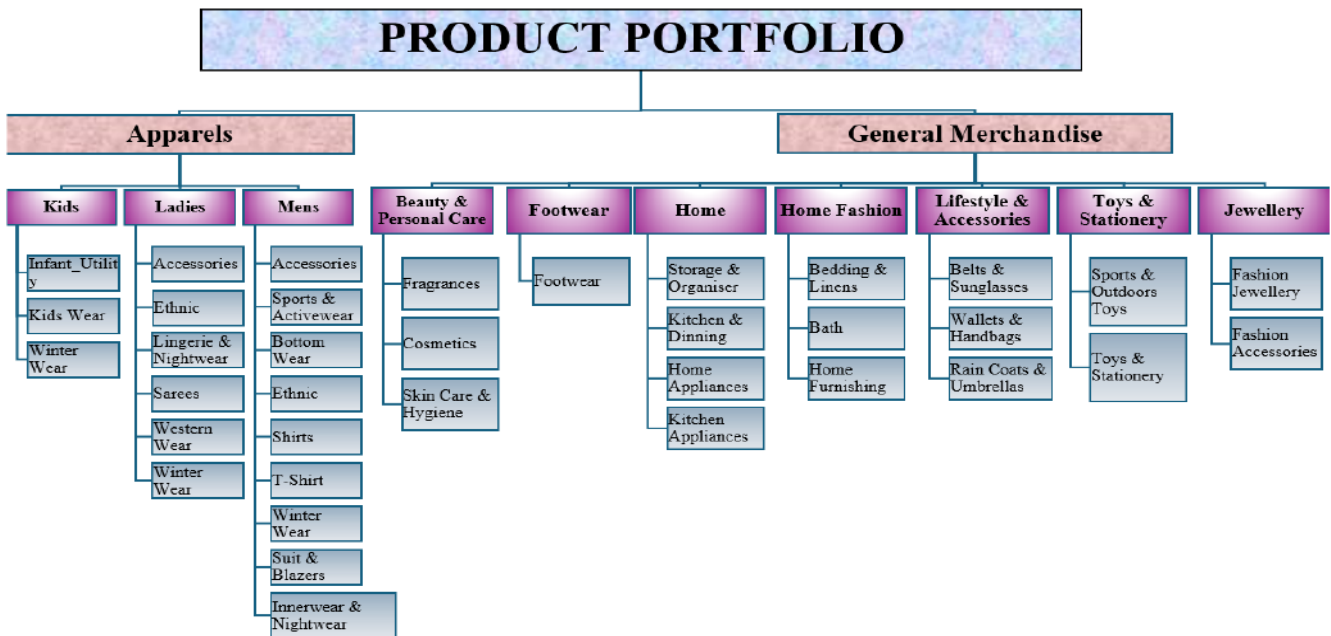 PRODUCT PORTFOLIO
Apparels
General Merchandise
Kids
Infant_Utilit
y
Kids Wear
Winter
Wear
Ladies
Accessories
Ethnic
Lingerie &
Nightwear
Sarees
Western
Wear
Winter
Wear
Mens
Accessories
Sports &
Activewear
Bottom
Wear
Ethnic
Shirts
T-Shirt
Winter
Wear
Suit &
Blazers
Innerwear &
Nightwear
Beauty &
Personal Care
Fragrances
Cosmetics
Skin Care &
Hygiene
Footwear
Footwear
Home
Storage &
Organiser
Kitchen &
Dinning
Home
Appliances
Kitchen
Appliances
Home Fashion
Bedding &
Linens
Bath
Home
Furnishing
Lifestyle &
Accessories
Belts &
Sunglasses
Wallets &
Handbags
Rain Coats &
Umbrellas
Toys &
Stationery
Sports &
Outdoors
Toys
Toys &
Stationery
Jewellery
Fashion
Jewellery
Fashion
Accessories